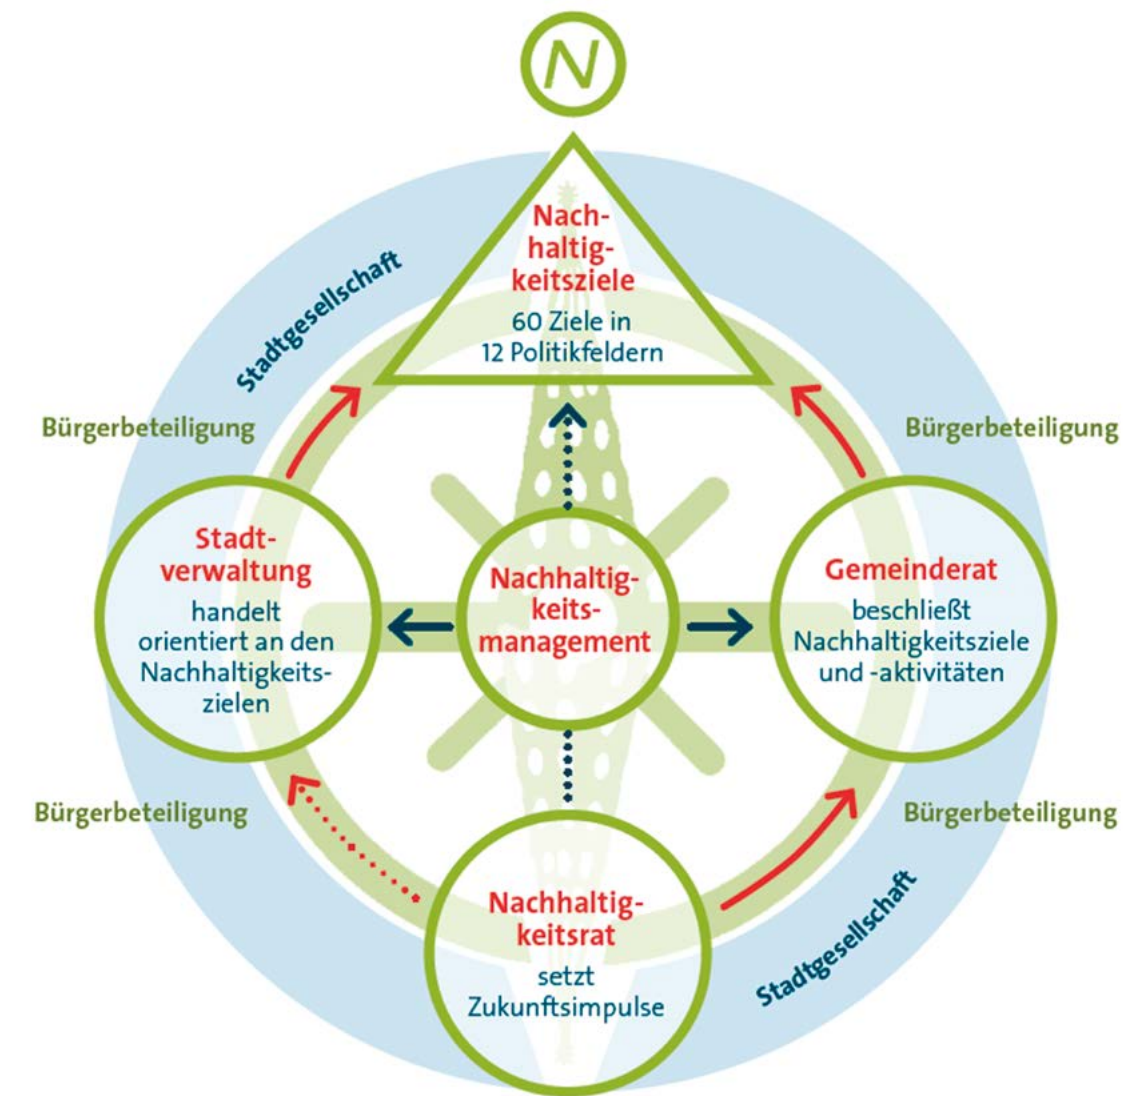 N
Nach-
haltig-
keitsziele
60 Ziele in
12 Politikfeldern
Stadtgesellschaft
Bürgerbeteiligung
Bürgerbeteiligung
Stadt-
verwaltung
handelt
orientiert an den
Nachhaltigkeits-
zielen
Nachhaltig-
keits-
management
Gemeinderat
beschließt
Nachhaltigkeitsziele
und -aktivitäten
Bürgerbeteiligung
Bürgerbeteiligung
Nachhaltig-
keitsrat
setzt
Zukunftsimpulse
Stadtgesellschaft